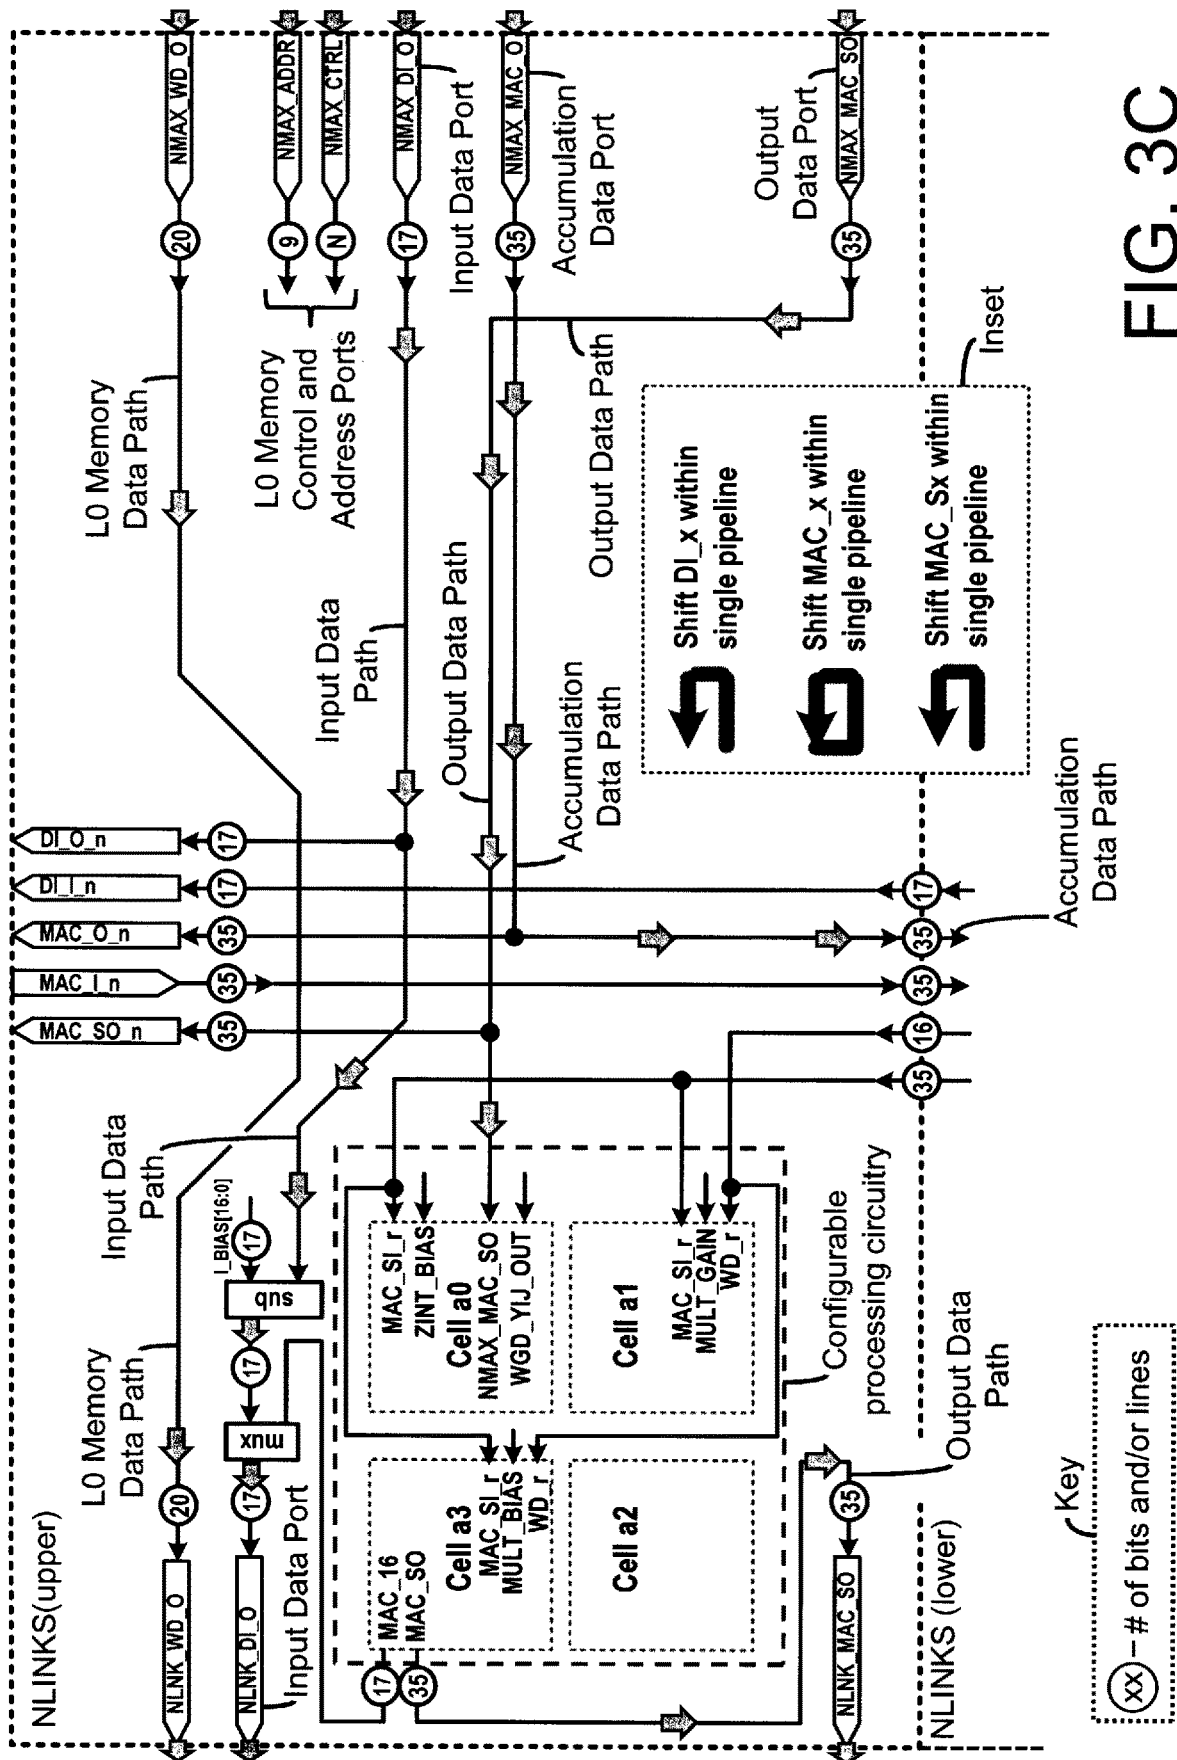 NLINKS(upper)
NLNK_WD_O
20
L0 Memory
Data Path
L0 Memory
Data Path
20
NMAX_WD_O
NLNK_DI_O
17
mux
17
sub
17
I_BIAS[16:0]
Input Data
Path
Input Data Port
MAC_SO_n
35
MAC_I_n
35
MAC_O_n
35
DI_I_n
17
DI_O_n
17
9
NMAX_ADDR
N
NMAX_CTRL
L0 Memory
Control and
Address Ports
Input Data
Path
17
NMAX_DI_O
Input Data Port
Output Data Path
35
NMAX_MAC_O
Accumulation
Data Port
Accumulation
Data Path
Output Data Path
Output
Data Port
35
NMAX_MAC_SO
17
35
MAC_16
MAC_SO
Cell a3
MAC_SI_r
MULT_BIAS
WD_r
MAC_SI_r
ZINT_BIAS
Cell a0
NMAX_MAC_SO
WGD_YIJ_OUT
Cell a2
Cell a1
MAC_SI_r
MULT_GAIN
WD_r
Configurable
processing circuitry
Shift DI_x within
single pipeline
Shift MAC_x within
single pipeline
Shift MAC_Sx within
single pipeline
Inset
NLNK_MAC_SO
35
Output Data
Path
35
16
35
35
17
Accumulation
Data Path
NLINKS (lower)
Key
xx – # of bits and/or lines
FIG. 3C